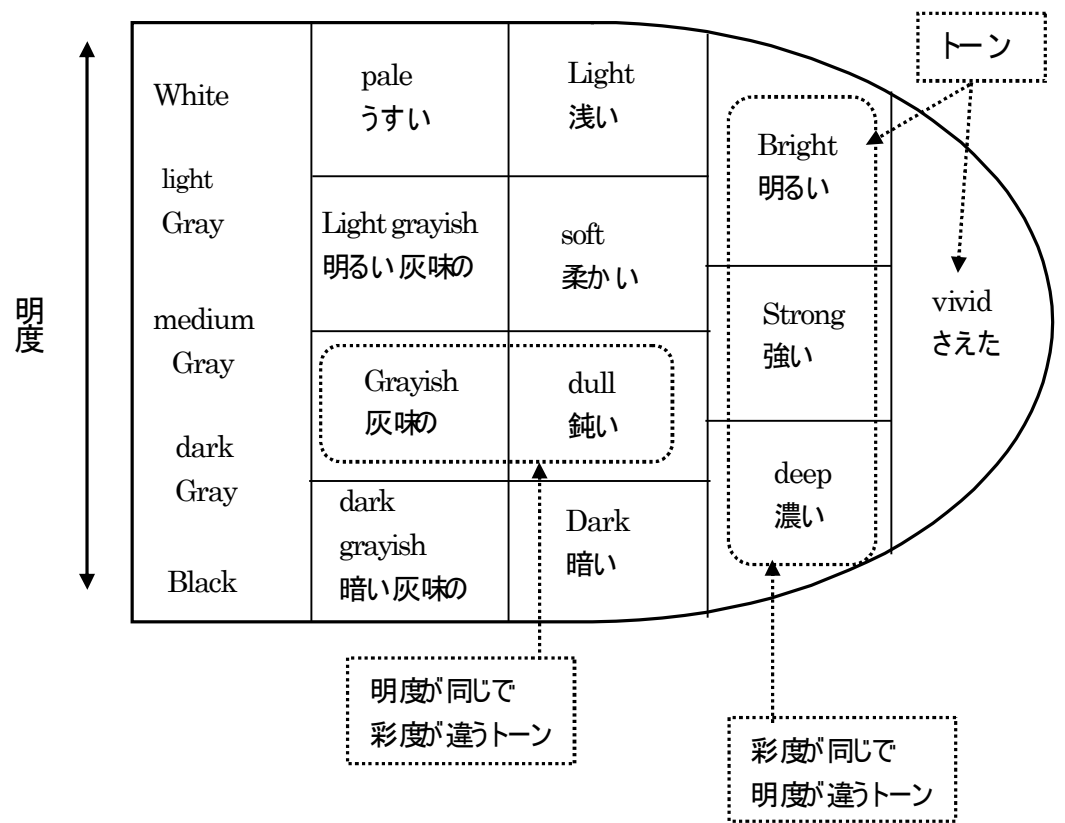 トーン
明度
White
light
Gray
medium
Gray
dark
Gray
Black
pale
うすい
Light grayish
明るい灰味の
Grayish
灰味の
dark
grayish
暗い灰味の
Light
浅い
soft
柔かい
dull
鈍い
Dark
暗い
Bright
明るい
Strong
強い
deep
濃い
vivid
さえた
明度が同じで
彩度が違うトーン
彩度が同じで
明度が違うトーン